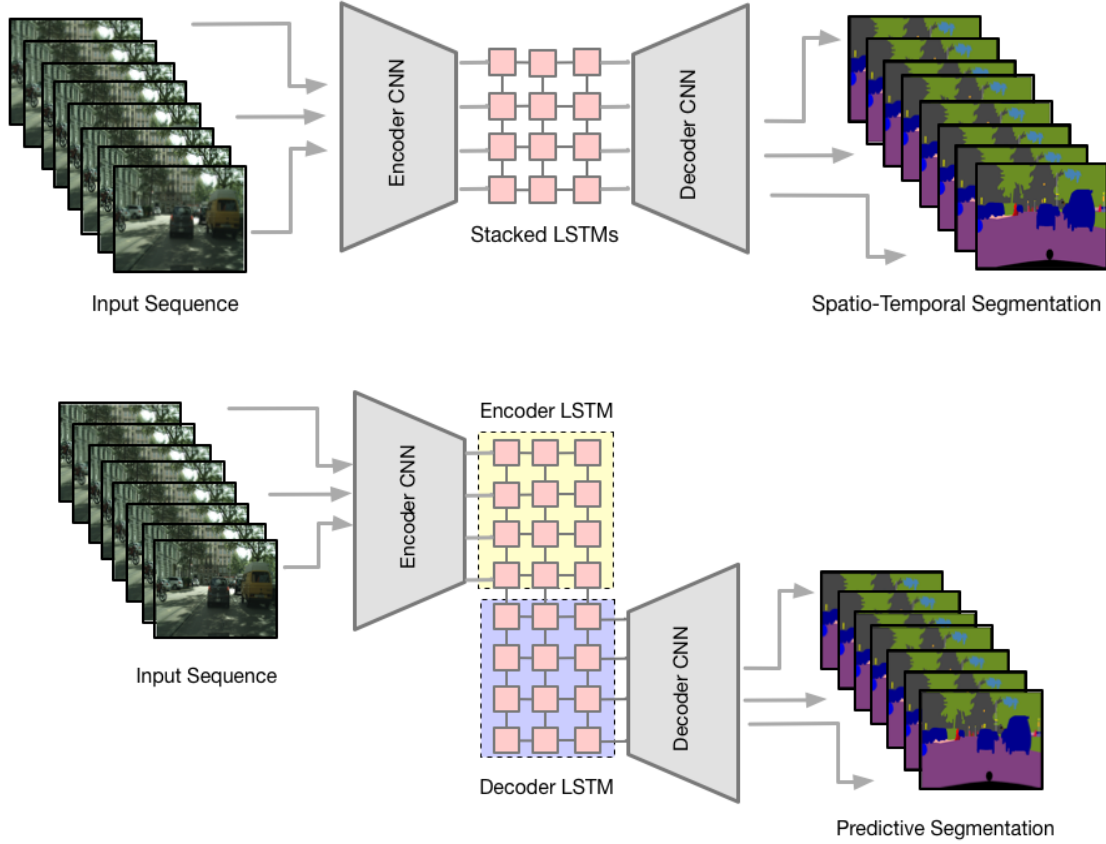 Encoder CNN
Decoder CNN
Stacked LSTMs
Input Sequence
Spatio-Temporal Segmentation
Encoder LSTM
Encoder CNN
Decoder CNN
Input Sequence
Decoder LSTM
Predictive Segmentation